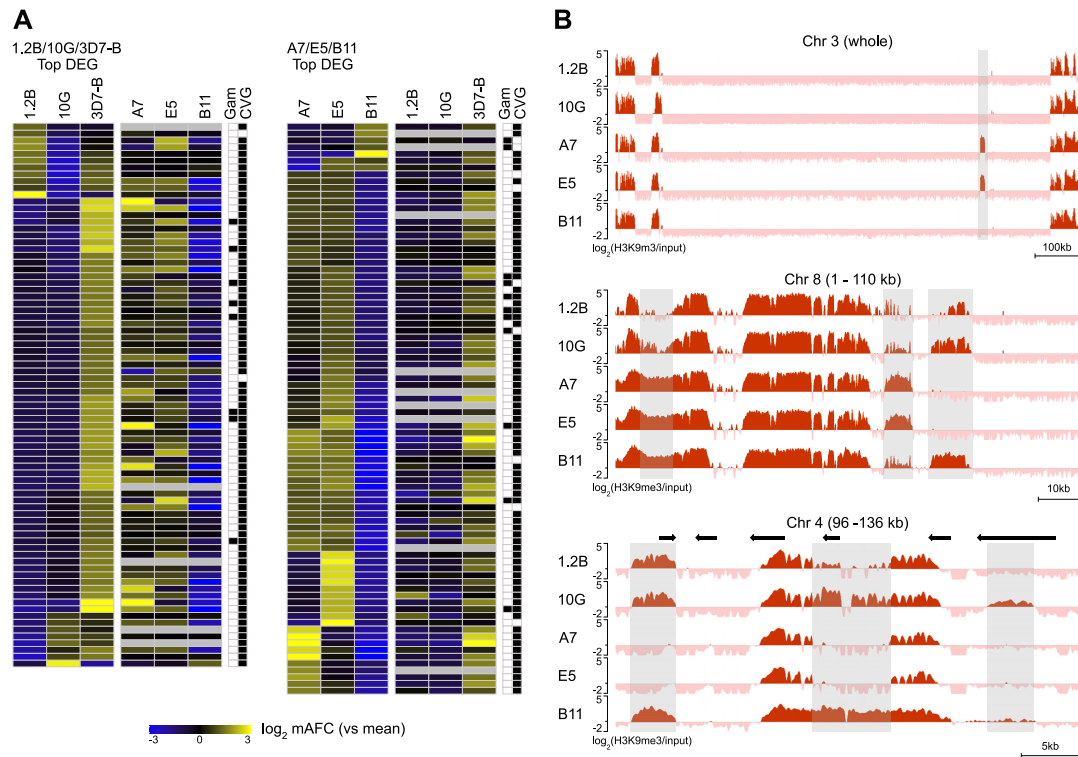 A
1.2B/10G/3D7-B
Top DEG
1.2B
10G
3D7-B
A7
E5
B11
Gam
CVG
A7/E5/B11
Top DEG
A7
E5
B11
1.2B
10G
3D7-B
Gam
CVG
-3
0
3
log2 mAFC (vs mean)
B
Chr 3 (whole)
1.2B
5
-2
10G
5
-2
A7
5
-2
E5
5
-2
B11
5
-2
log2(H3K9m3/input)
100kb
Chr 8 (1 - 110 kb)
1.2B
5
-2
10G
5
-2
A7
5
-2
E5
5
-2
B11
5
-2
log2(H3K9me3/input)
10kb
Chr 4 (96 -136 kb)
1.2B
5
-2
10G
5
-2
A7
5
-2
E5
5
-2
B11
5
-2
log2(H3K9me3/input)
5kb